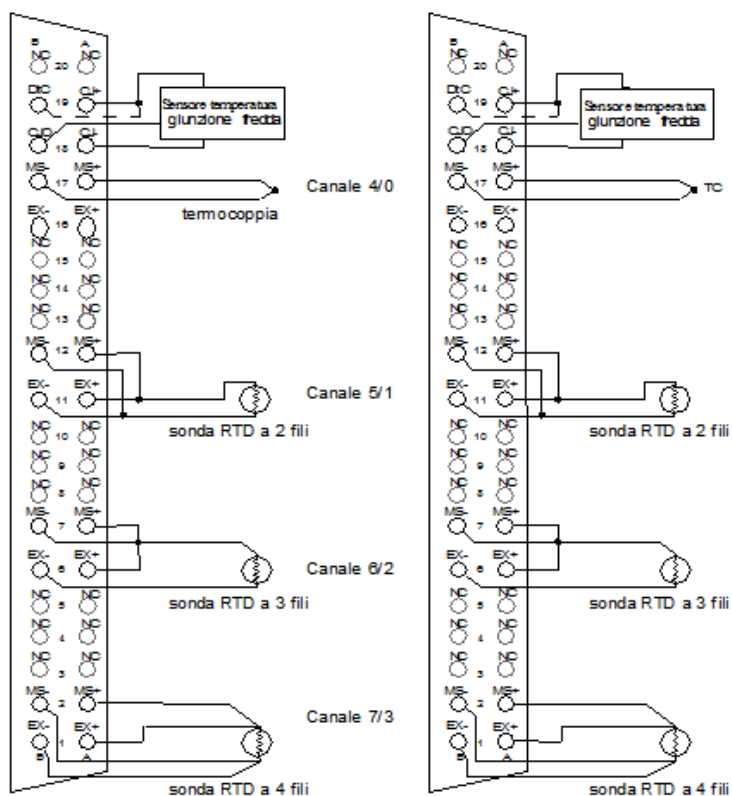 B A
NC NC
20
DtC CJ+
19
Sensore temperatura
giunzione fredda
CJ-
18
MS- MS+
17
Canale 4/0
termocoppia
EX- EX+
16
NC NC
15
NC NC
14
NC NC
13
MS- MS+
12
Canale 5/1
EX- EX+
11
sonda RTD a 2 fili
NC NC
10
NC NC
9
NC NC
8
MS- MS+
7
Canale 6/2
EX- EX+
6
sonda RTD a 3 fili
NC NC
5
NC NC
4
NC NC
3
MS- MS+
2
Canale 7/3
EX- EX+
1
B A
sonda RTD a 4 fili
B A
NC NC
20
DtC CJ+
19
Sensore temperatura
giunzione fredda
CJ-
18
MS- MS+
17
TC
EX- EX+
16
NC NC
15
NC NC
14
NC NC
13
MS- MS+
12
EX- EX+
11
sonda RTD a 2 fili
NC NC
10
NC NC
9
NC NC
8
MS- MS+
7
EX- EX+
6
sonda RTD a 3 fili
NC NC
5
NC NC
4
NC NC
3
MS- MS+
2
EX- EX+
1
B A
sonda RTD a 4 fili